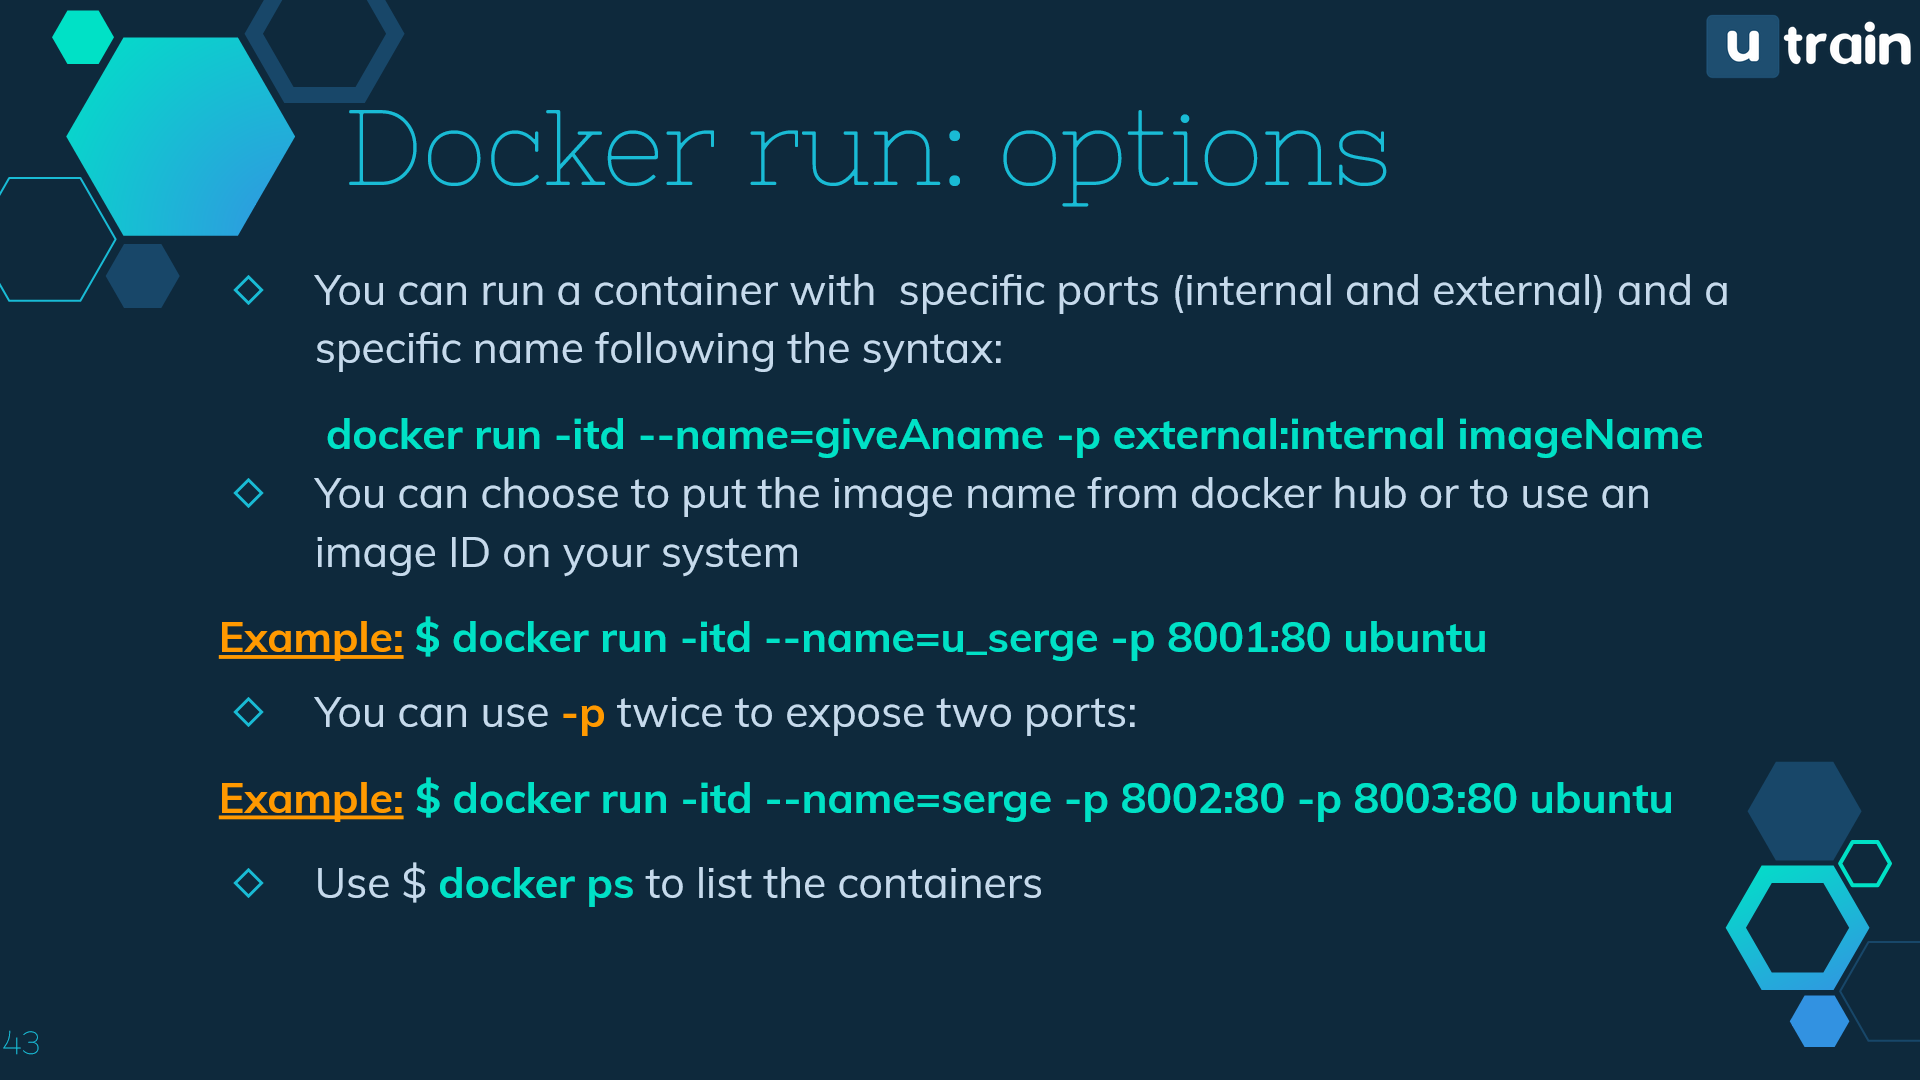 u train
Docker run: options
You can run a container with  specific ports (internal and external) and a
specific name following the syntax:
docker run -itd --name=giveAname -p external:internal imageName
You can choose to put the image name from docker hub or to use an
image ID on your system
Example: $ docker run -itd --name=u_serge -p 8001:80 ubuntu
You can use -p twice to expose two ports:
Example: $ docker run -itd --name=serge -p 8002:80 -p 8003:80 ubuntu
Use $ docker ps to list the containers
43